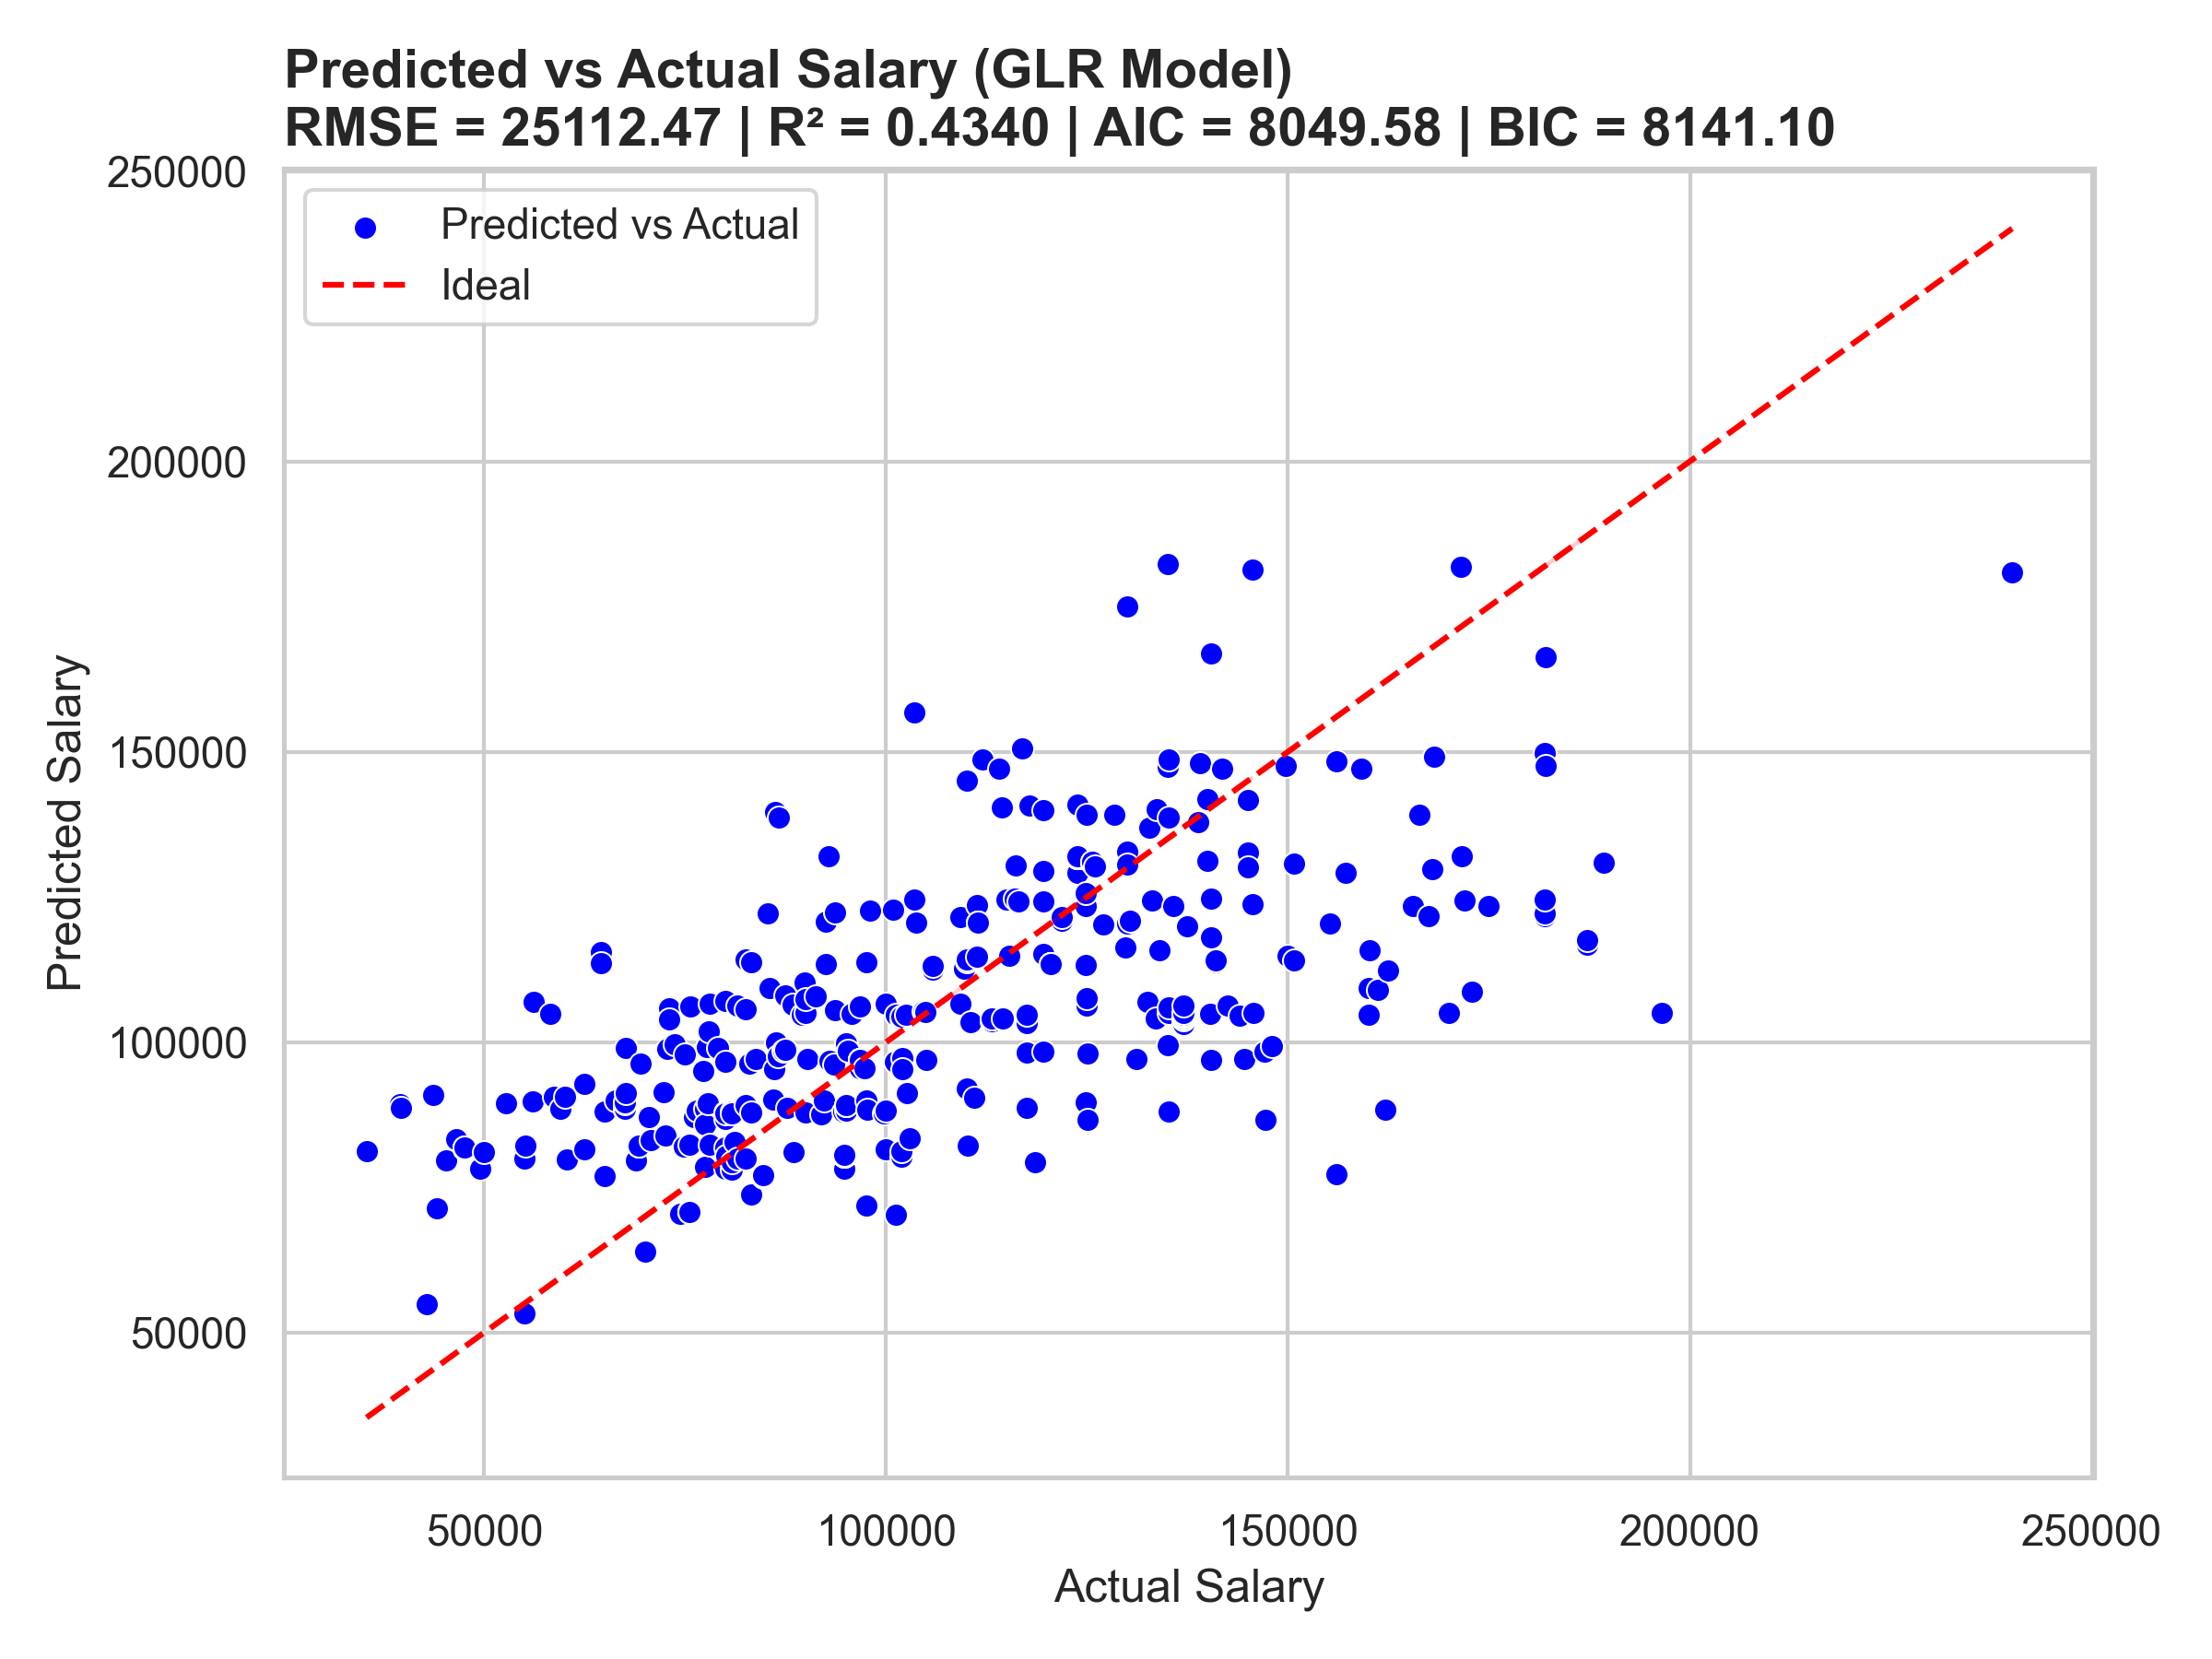 Predicted vs Actual Salary (GLR Model)
RMSE = 25112.47 | R² = 0.4340 | AIC = 8049.58 | BIC = 8141.10
Predicted vs Actual
Ideal
Predicted Salary
250000
200000
150000
100000
50000
50000
100000
150000
200000
250000
Actual Salary